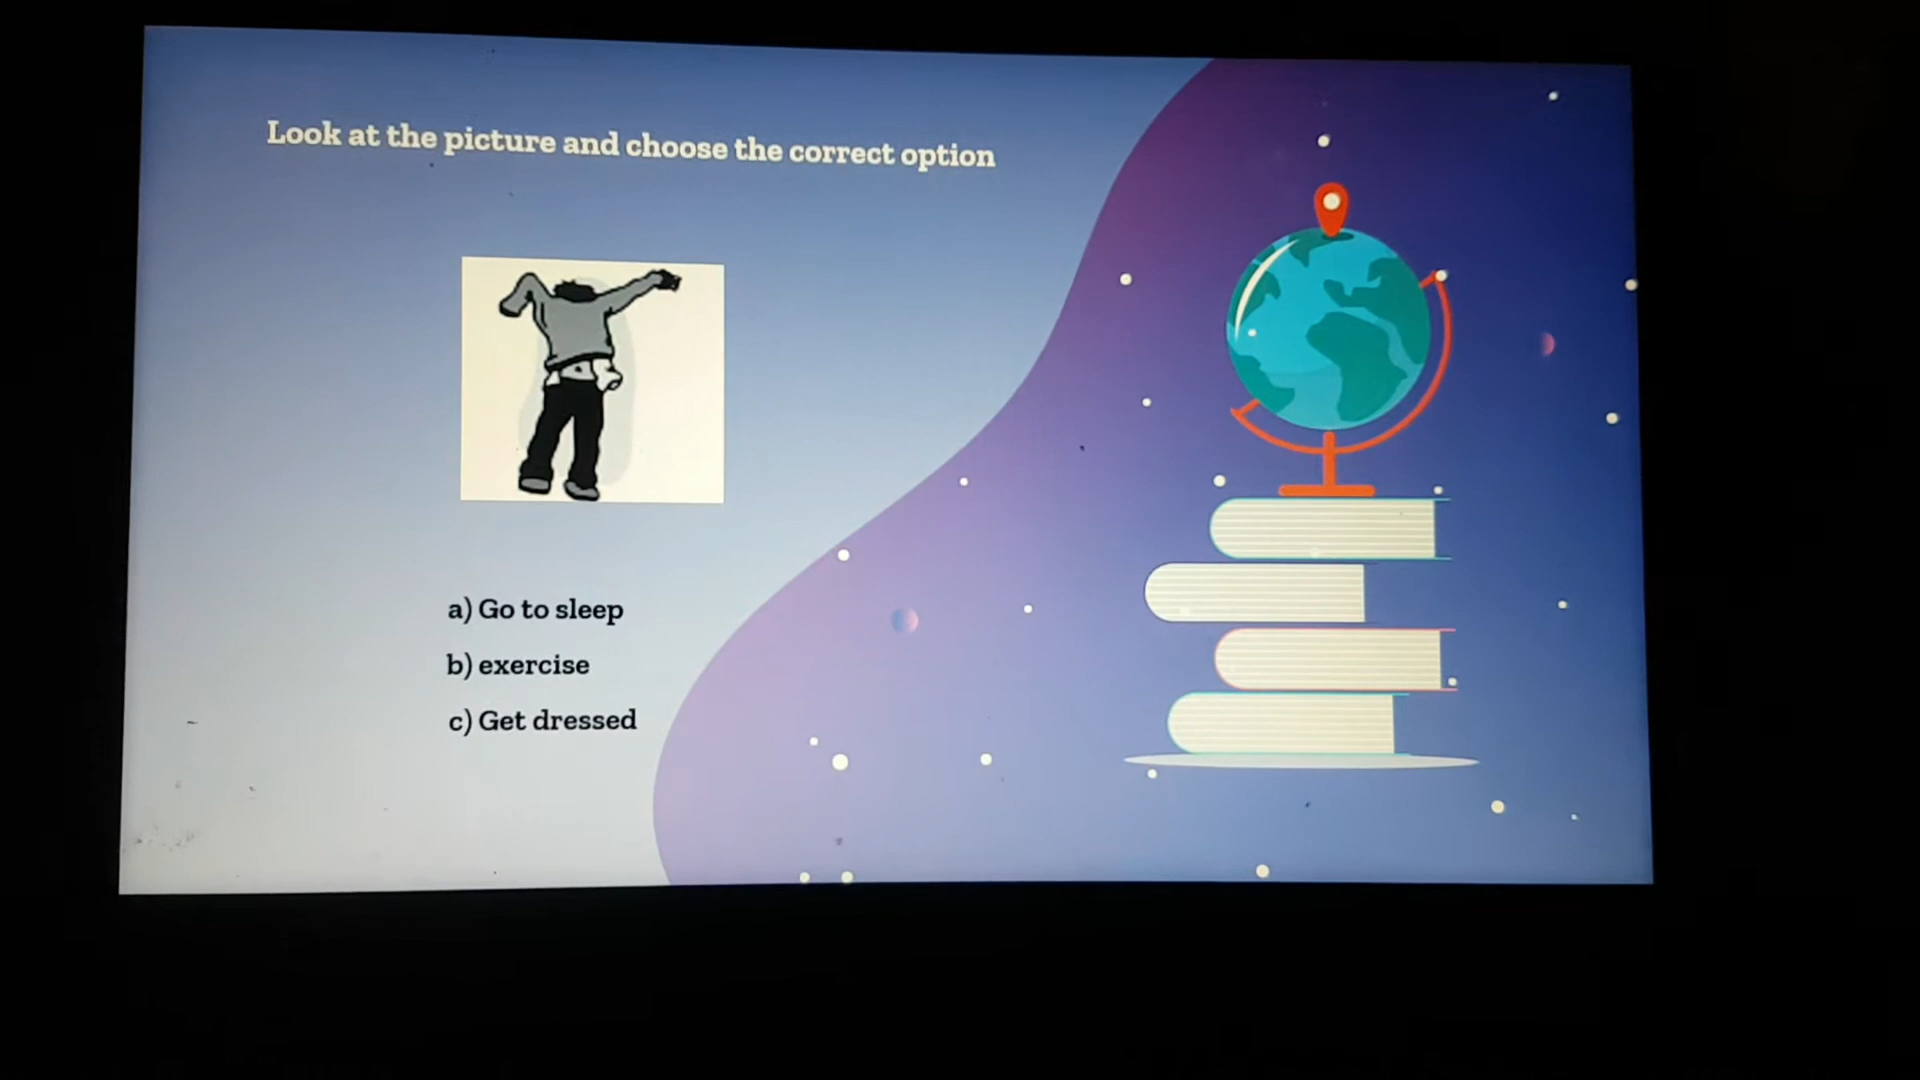 Look at the picture and choose the correct option
a) Go to sleep
b) exercise
c) Get dressed